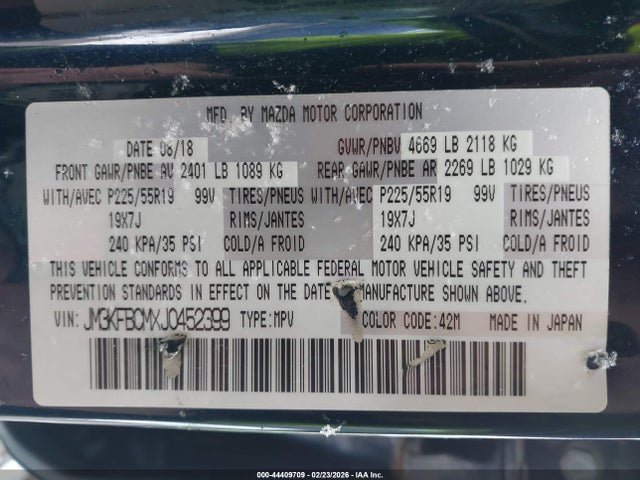 MFD. BY MAZDA MOTOR CORPORATION
DATE 06/18 GVWR/PNBV 4669 LB 2118 KG
FRONT GAWR/PNBE AV 2401 LB 1089 KG REAR GAWR/PNBE AR 2269 LB 1029 KG
WITH/AVEC P225/55R19 99V TIRES/PNEUS WITH/AVEC P225/55R19 99V TIRES/PNEUS
19X7J RIMS/JANTES 19X7J RIMS/JANTES
240 KPA/35 PSI COLD/A FROID 240 KPA/35 PSI COLD/A FROID
THIS VEHICLE CONFORMS TO ALL APPLICABLE FEDERAL MOTOR VEHICLE SAFETY AND THEFT
PREVENTION STANDARDS IN EFFECT ON THE DATE MANUFACTURE SHOWN ABOVE.
VIN: JM3KFBCMXJ0452399 TYPE:MPV COLOR CODE:42M MADE IN JAPAN
000-44409709 - 02/23/2026 - IAA Inc.